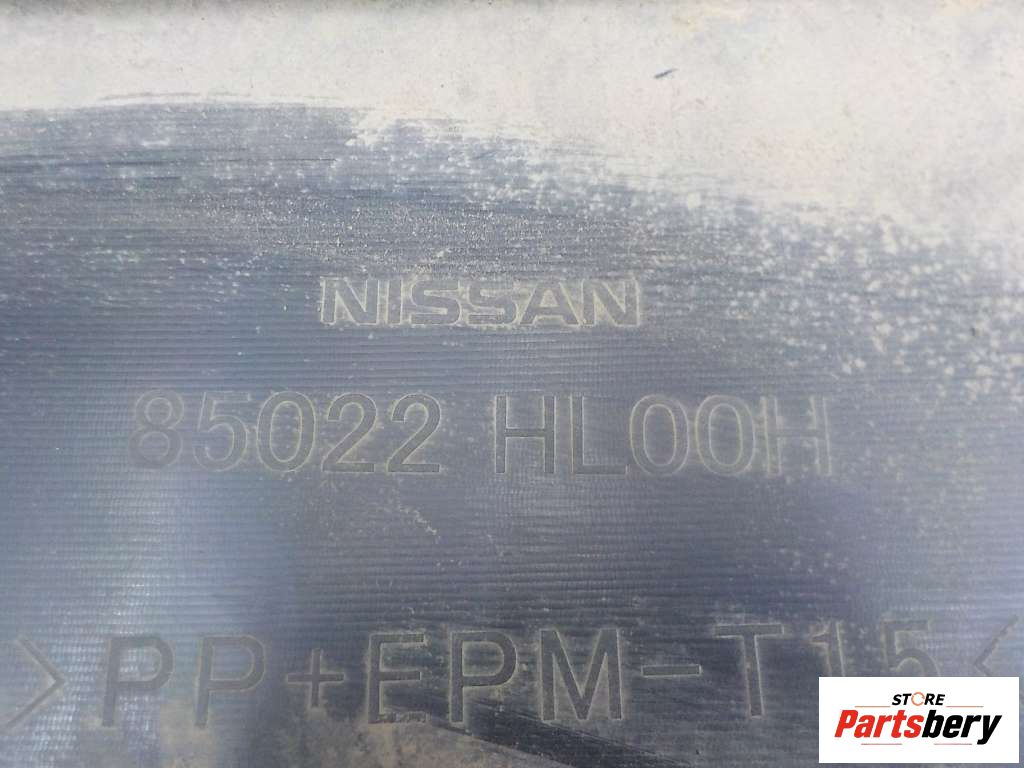 NISSAN
85022 HL00H
>PP+EPM-T15<
STORE
Partsbery